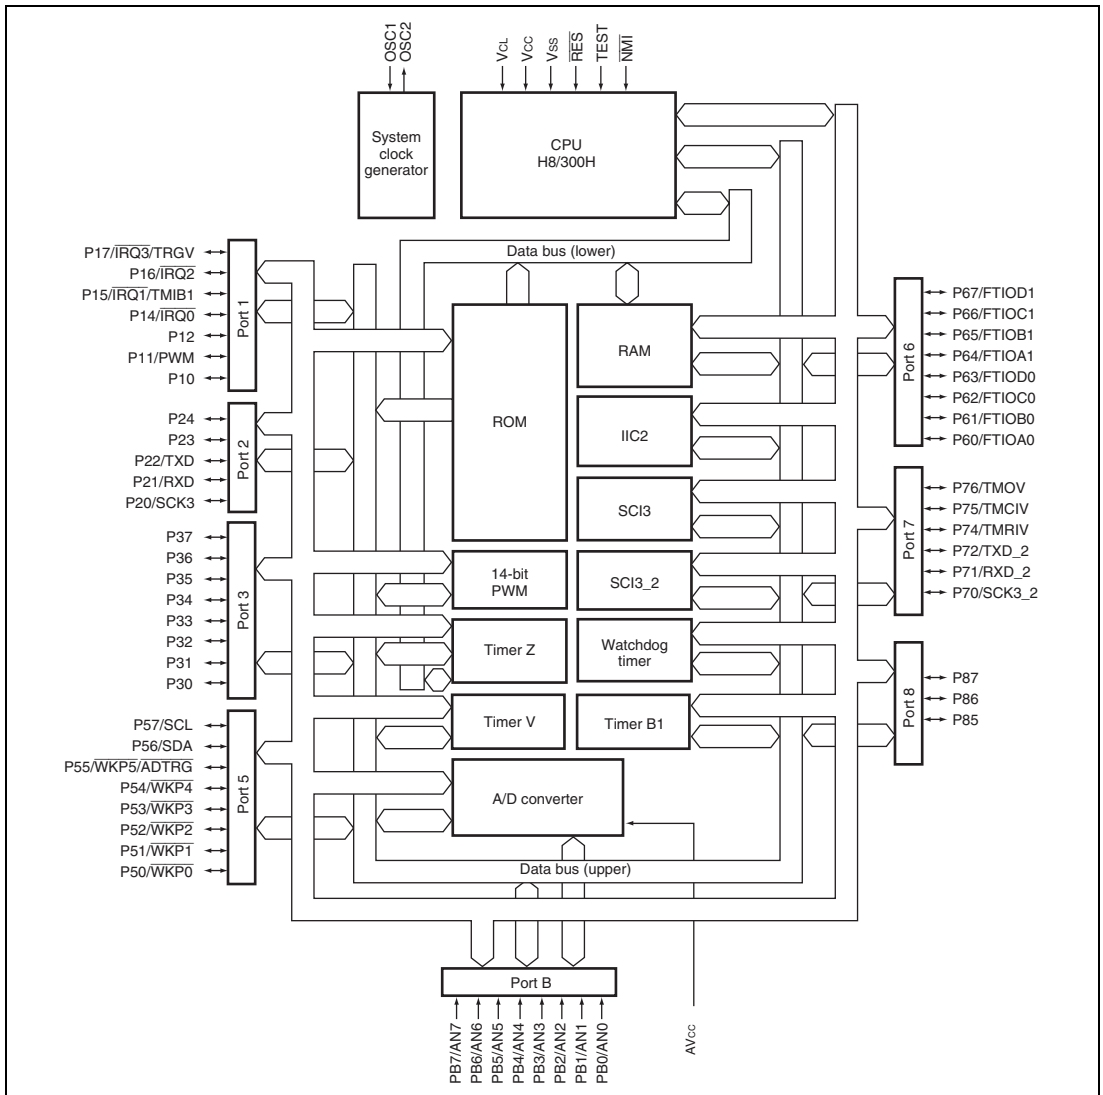 OSC1
OSC2
VCL
VCC
VSS
RES
TEST
NMI
System
clock
generator
CPU
H8/300H
Data bus (lower)
P17/IRQ3/TRGV
P16/IRQ2
P15/IRQ1/TMIB1
P14/IRQ0
P12
P11/PWM
P10
Port 1
P24
P23
P22/TXD
P21/RXD
P20/SCK3
Port 2
P37
P36
P35
P34
P33
P32
P31
P30
Port 3
P57/SCL
P56/SDA
P55/WKP5/ADTRG
P54/WKP4
P53/WKP3
P52/WKP2
P51/WKP1
P50/WKP0
Port 5
ROM
RAM
IIC2
SCI3
14-bit
PWM
SCI3_2
Timer Z
Watchdog
timer
Timer V
Timer B1
A/D converter
Data bus (upper)
Port 6
P67/FTIOD1
P66/FTIOC1
P65/FTIOB1
P64/FTIOA1
P63/FTIOD0
P62/FTIOC0
P61/FTIOB0
P60/FTIOA0
Port 7
P76/TMOV
P75/TMCIV
P74/TMRIV
P72/TXD_2
P71/RXD_2
P70/SCK3_2
Port 8
P87
P86
P85
Port B
PB7/AN7
PB6/AN6
PB5/AN5
PB4/AN4
PB3/AN3
PB2/AN2
PB1/AN1
PB0/AN0
AVCC